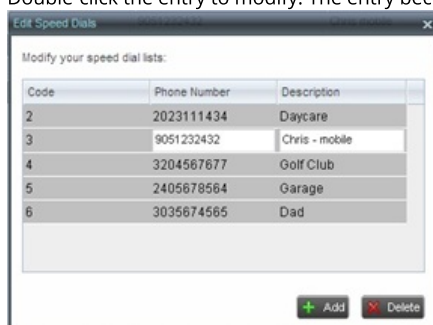 Double-click the entry to modify. The entry bec
Edit Speed Dials
Modify your speed dial lists:
Code Phone Number Description
2 2023111434 Daycare
3 9051232432 Chris - mobile
4 3204567677 Golf Club
5 2405678564 Garage
6 3035674565 Dad
Add Delete